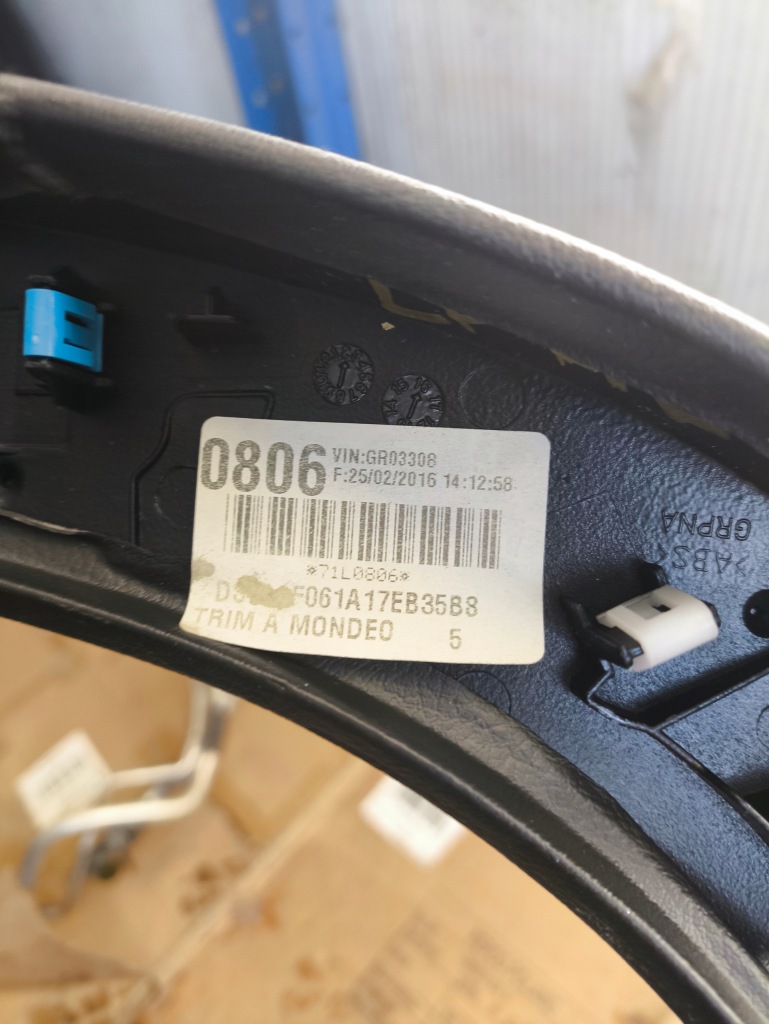 0806
VIN:GR03308
F:25/02/2016 14:12:58
*71L0806*
F061A17EB35B8
TRIM A MONDEO 5
>ABS<
GRPNA